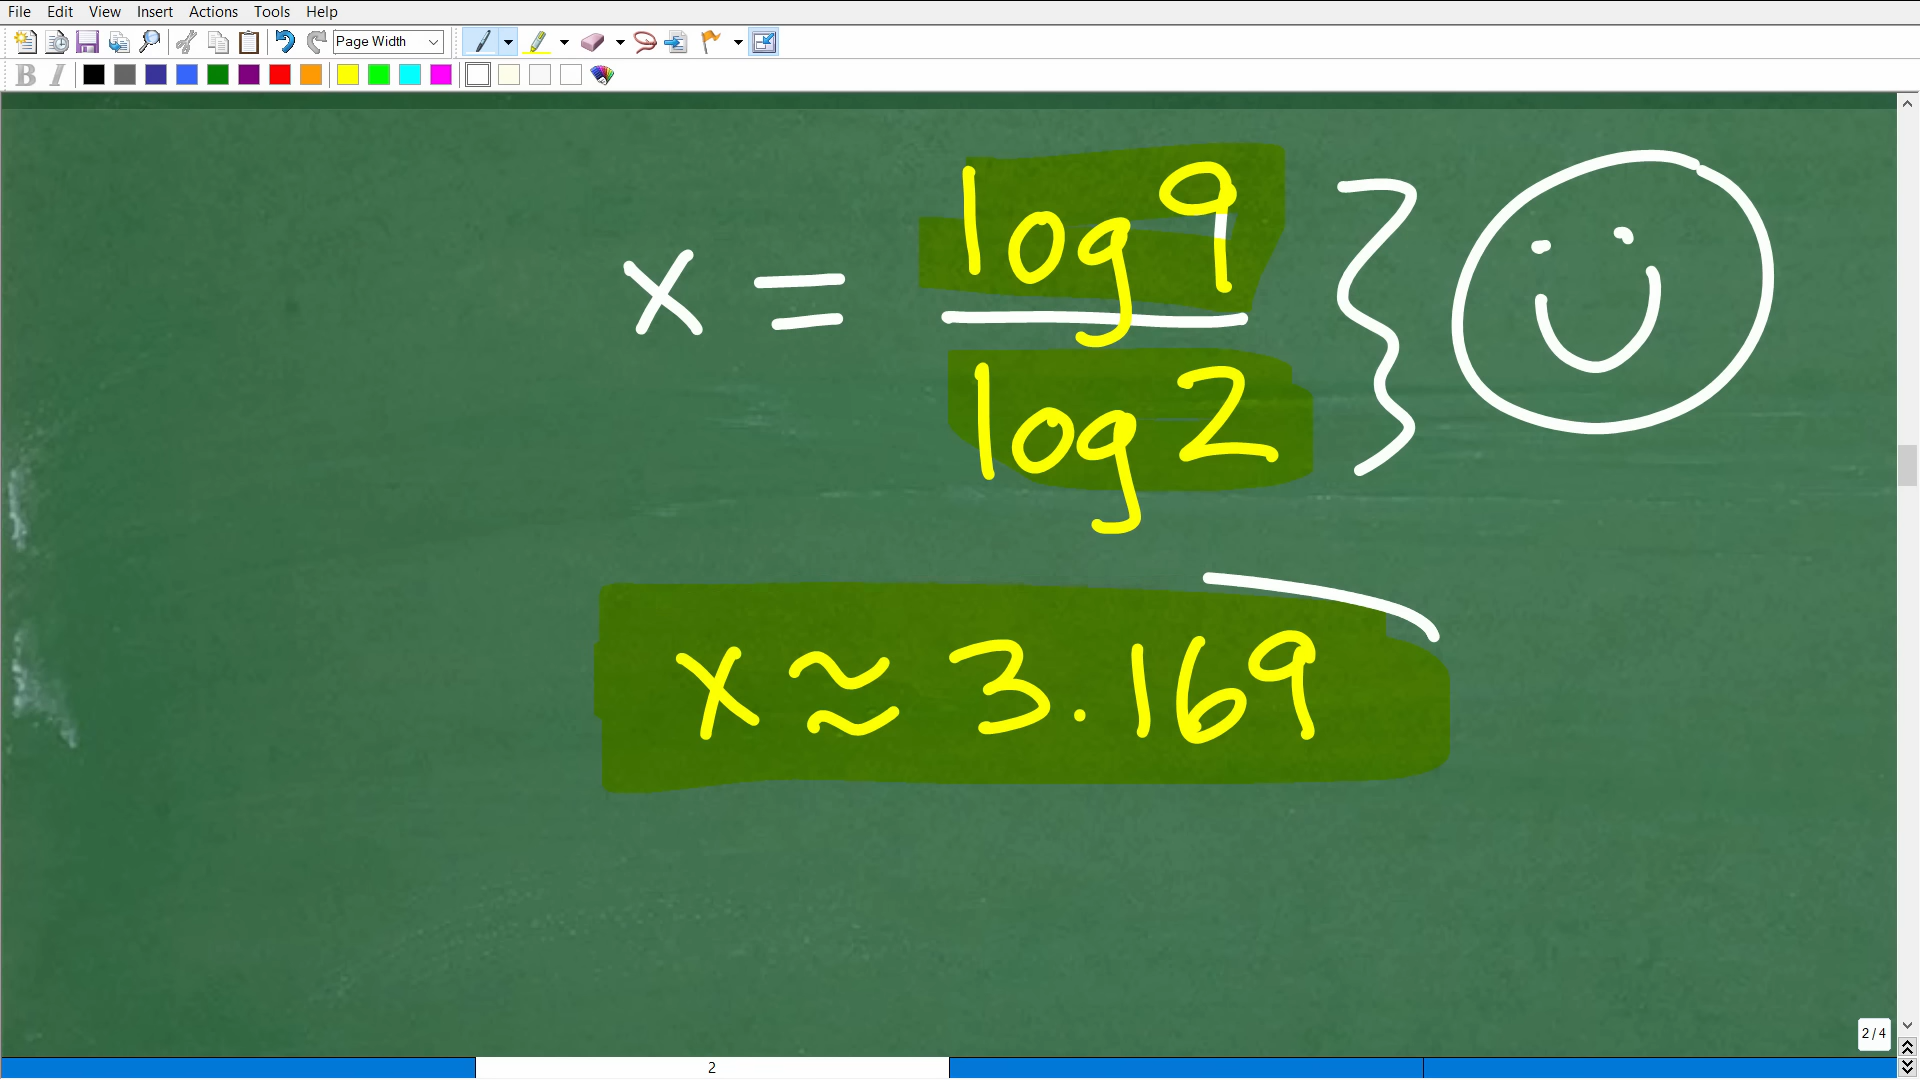 File Edit View Insert Actions Tools Help
Page Width
B I
x = log 9 / log 2
x ≈ 3.169
2 / 4
2